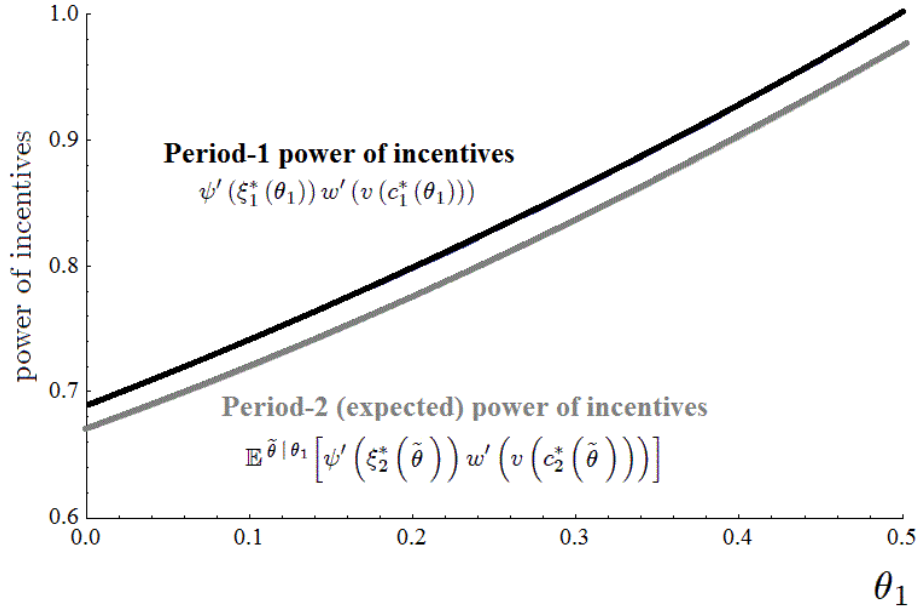 1.0
0.9
0.8
0.7
0.6
power of incentives
Period-1 power of incentives
ψ′ (ξ₁* (θ₁)) w′ (v (c₁* (θ₁)))
Period-2 (expected) power of incentives
𝔼^{θ̃ | θ₁} [ψ′ (ξ₂* (θ̃)) w′ (v (c₂* (θ̃)))]
0.0 0.1 0.2 0.3 0.4 0.5
θ₁